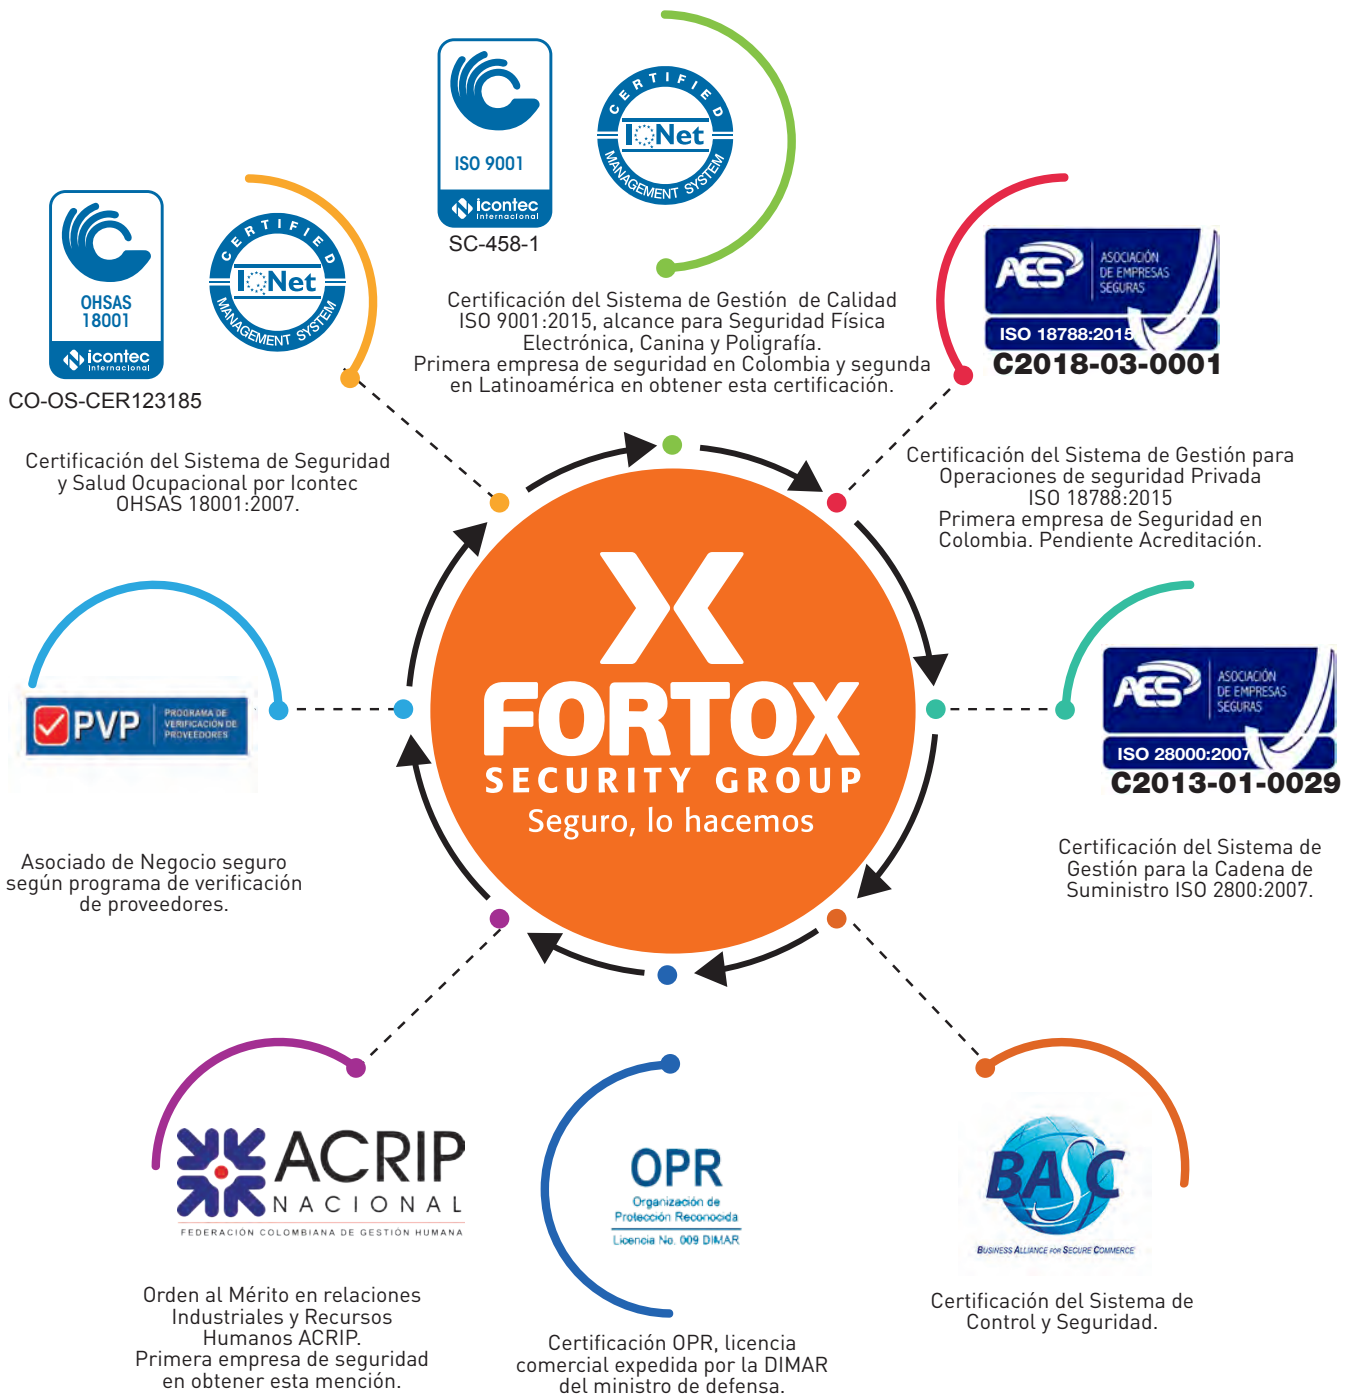 ISO 9001
icontec
internacional
SC-458-1
CERTIFIED
IQNet
MANAGEMENT SYSTEM
Certificación del Sistema de Gestión de Calidad
ISO 9001:2015, alcance para Seguridad Física
Electrónica, Canina y Poligrafía.
Primera empresa de seguridad en Colombia y segunda
en Latinoamérica en obtener esta certificación.
OHSAS
18001
icontec
internacional
CO-OS-CER123185
CERTIFIED
IQNet
MANAGEMENT SYSTEM
Certificación del Sistema de Seguridad
y Salud Ocupacional por Icontec
OHSAS 18001:2007.
AES
ASOCIACIÓN
DE EMPRESAS
SEGURAS
ISO 18788:2015
C2018-03-0001
Certificación del Sistema de Gestión para
Operaciones de seguridad Privada
ISO 18788:2015
Primera empresa de Seguridad en
Colombia. Pendiente Acreditación.
FORTOX
SECURITY GROUP
Seguro, lo hacemos
PVP
PROGRAMA DE
VERIFICACIÓN DE
PROVEEDORES
Asociado de Negocio seguro
según programa de verificación
de proveedores.
AES
ASOCIACIÓN
DE EMPRESAS
SEGURAS
ISO 28000:2007
C2013-01-0029
Certificación del Sistema de
Gestión para la Cadena de
Suministro ISO 2800:2007.
ACRIP
NACIONAL
FEDERACIÓN COLOMBIANA DE GESTIÓN HUMANA
Orden al Mérito en relaciones
Industriales y Recursos
Humanos ACRIP.
Primera empresa de seguridad
en obtener esta mención.
OPR
Organización de
Protección Reconocida
Licencia No. 009 DIMAR
Certificación OPR, licencia
comercial expedida por la DIMAR
del ministro de defensa.
BASC
BUSINESS ALLIANCE FOR SECURE COMMERCE
Certificación del Sistema de
Control y Seguridad.